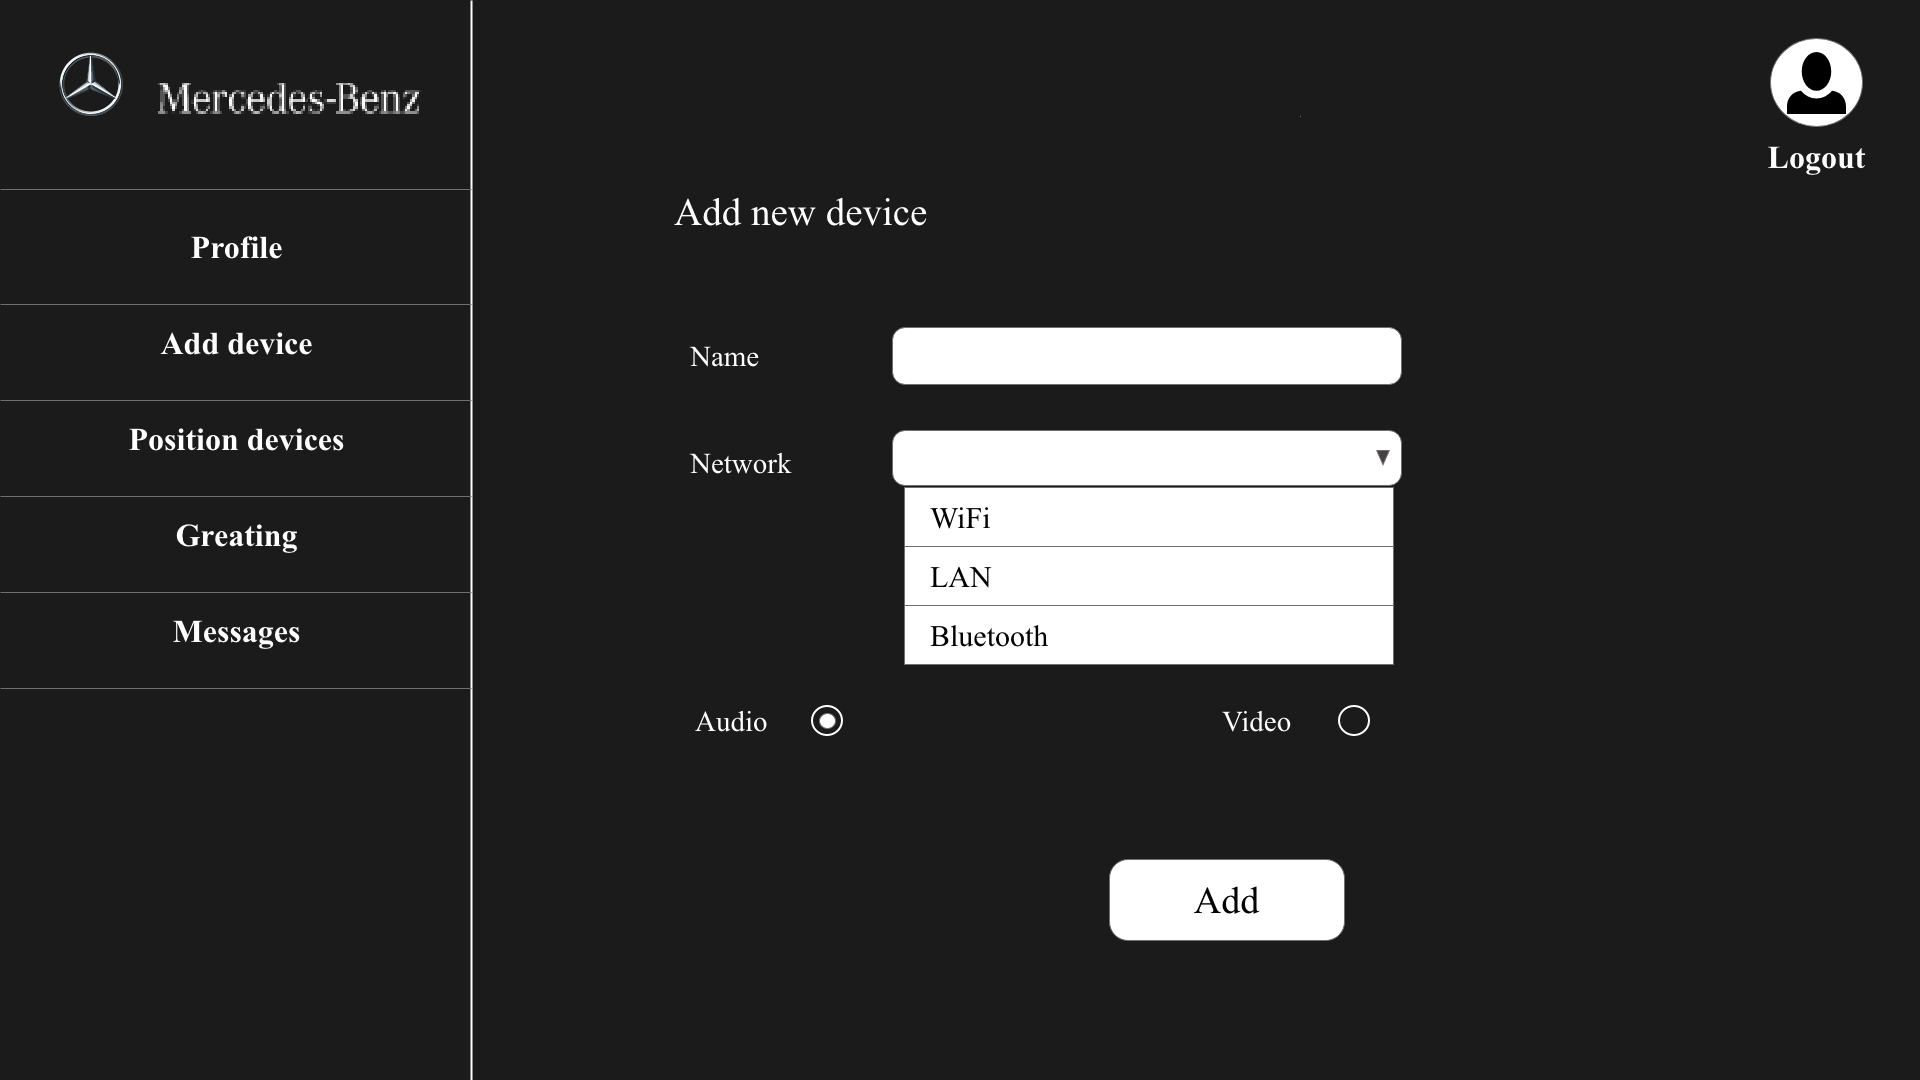 Mercedes-Benz
Logout
Profile
Add device
Position devices
Greating
Messages
Add new device
Name
Network
WiFi
LAN
Bluetooth
Audio
Video
Add